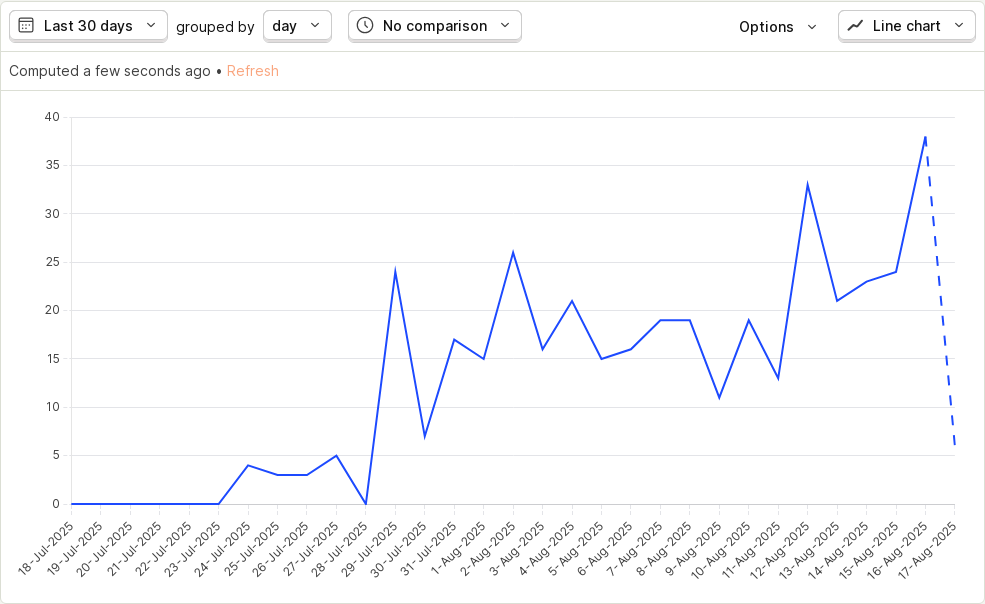 Last 30 days grouped by day No comparison Options Line chart
Computed a few seconds ago • Refresh
40
35
30
25
20
15
10
5
0
18-Jul-2025
19-Jul-2025
20-Jul-2025
21-Jul-2025
22-Jul-2025
23-Jul-2025
24-Jul-2025
25-Jul-2025
26-Jul-2025
27-Jul-2025
28-Jul-2025
29-Jul-2025
30-Jul-2025
31-Jul-2025
1-Aug-2025
2-Aug-2025
3-Aug-2025
4-Aug-2025
5-Aug-2025
6-Aug-2025
7-Aug-2025
8-Aug-2025
9-Aug-2025
10-Aug-2025
11-Aug-2025
12-Aug-2025
13-Aug-2025
14-Aug-2025
15-Aug-2025
16-Aug-2025
17-Aug-2025